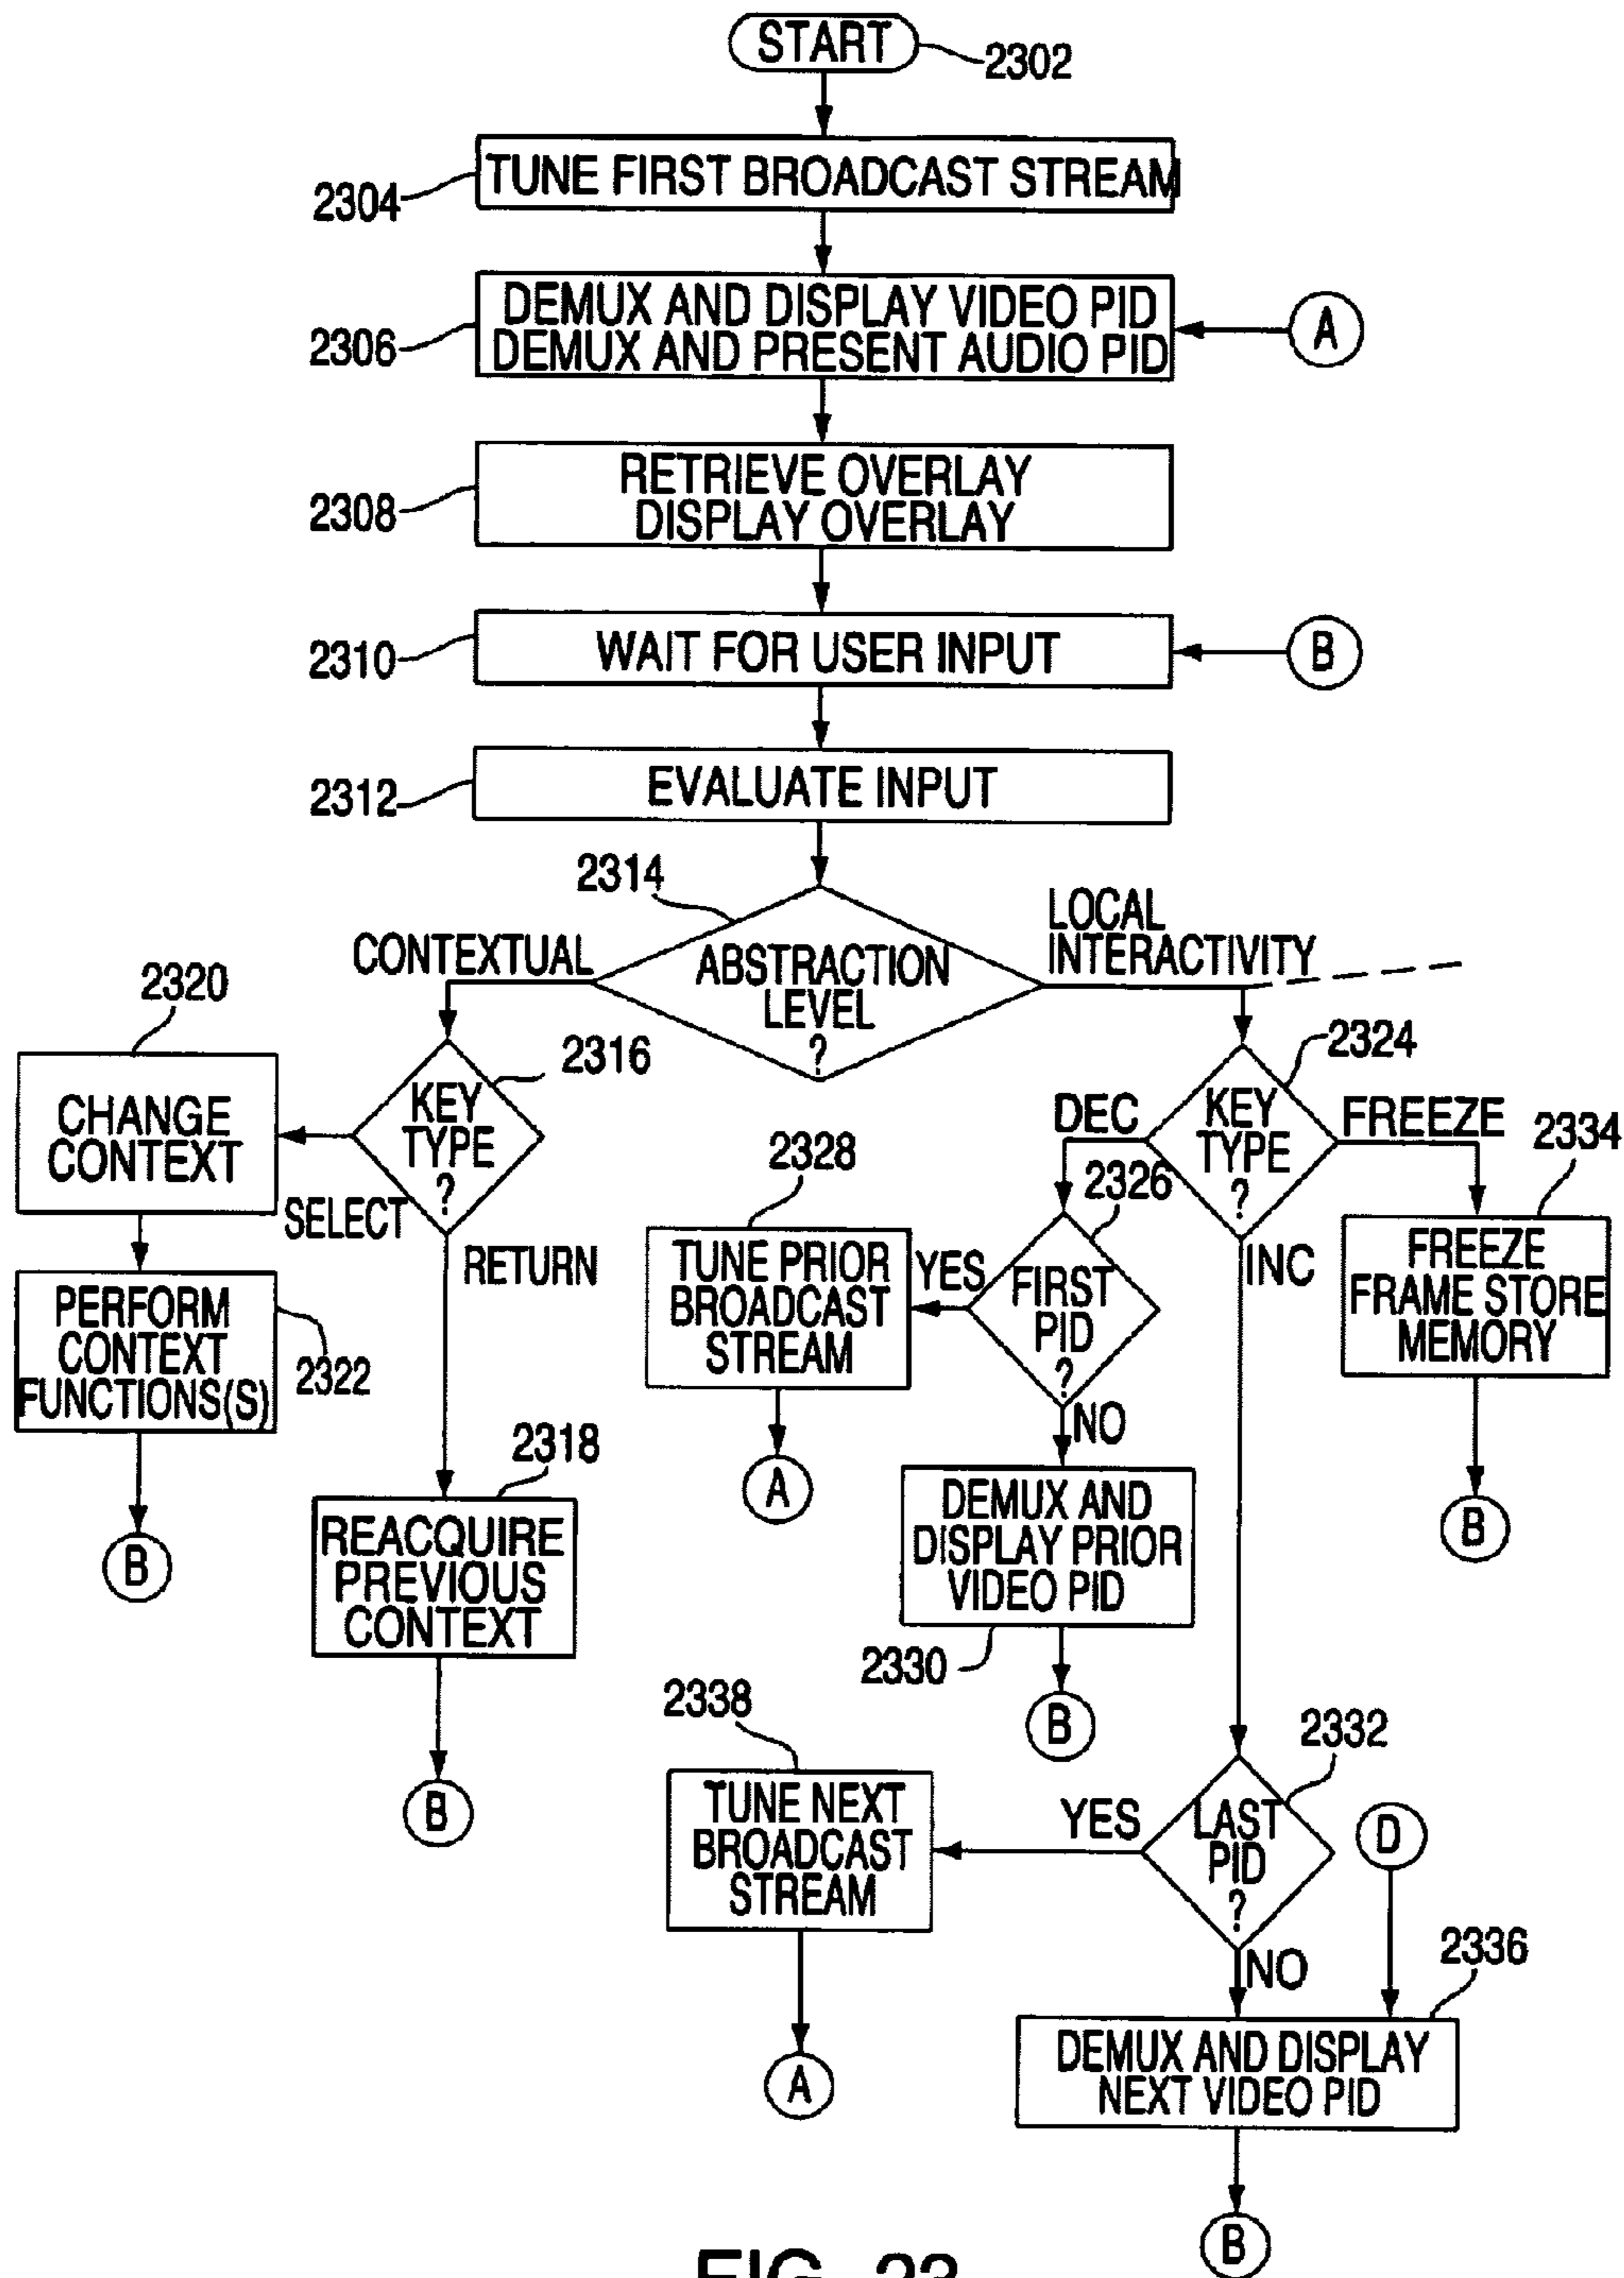 START
2302
TUNE FIRST BROADCAST STREAM
2304
DEMUX AND DISPLAY VIDEO PID
DEMUX AND PRESENT AUDIO PID
2306
A
RETRIEVE OVERLAY
DISPLAY OVERLAY
2308
WAIT FOR USER INPUT
2310
B
EVALUATE INPUT
2312
2314
ABSTRACTION
LEVEL
?
CONTEXTUAL
LOCAL
INTERACTIVITY
2320
CHANGE
CONTEXT
2316
KEY
TYPE
?
SELECT
RETURN
PERFORM
CONTEXT
FUNCTIONS(S)
2322
B
2318
REACQUIRE
PREVIOUS
CONTEXT
B
2324
KEY
TYPE
?
DEC
FREEZE
INC
2334
FREEZE
FRAME STORE
MEMORY
B
2326
FIRST
PID
?
YES
NO
2328
TUNE PRIOR
BROADCAST
STREAM
A
DEMUX AND
DISPLAY PRIOR
VIDEO PID
2330
B
2332
LAST
PID
?
YES
NO
2338
TUNE NEXT
BROADCAST
STREAM
A
D
2336
DEMUX AND DISPLAY
NEXT VIDEO PID
B
FIG. 23